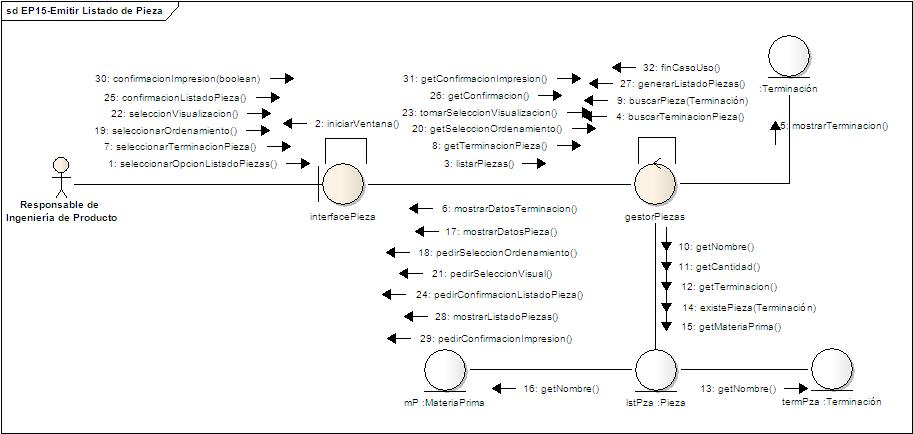 sd EP15-Emitir Listado de Pieza
30: confirmacionImpresion(boolean)
25: confirmacionListadoPieza()
22: seleccionVisualizacion()
19: seleccionarOrdenamiento()
7: seleccionarTerminacionPieza()
1: seleccionarOpcionListadoPiezas()
2: iniciarVentana()
31: getConfirmacionImpresion()
26: getConfirmacion()
23: tomarSeleccionVisualizacion()
20: getSeleccionOrdenamiento()
8: getTerminacionPieza()
3: listarPiezas()
32: finCasoUso()
27: generarListadoPiezas()
9: buscarPieza(Terminación)
4: buscarTerminacionPieza()
:Terminación
5: mostrarTerminacion()
Responsable de
Ingenieria de Producto
interfacePieza
gestorPiezas
6: mostrarDatosTerminacion()
17: mostrarDatosPieza()
18: pedirSeleccionOrdenamiento()
21: pedirSeleccionVisual()
24: pedirConfirmacionListadoPieza()
28: mostrarListadoPiezas()
29: pedirConfirmacionImpresion()
10: getNombre()
11: getCantidad()
12: getTerminacion()
14: existePieza(Terminación)
15: getMateriaPrima()
16: getNombre()
13: getNombre()
mP :MateriaPrima
lstPza :Pieza
termPza :Terminación